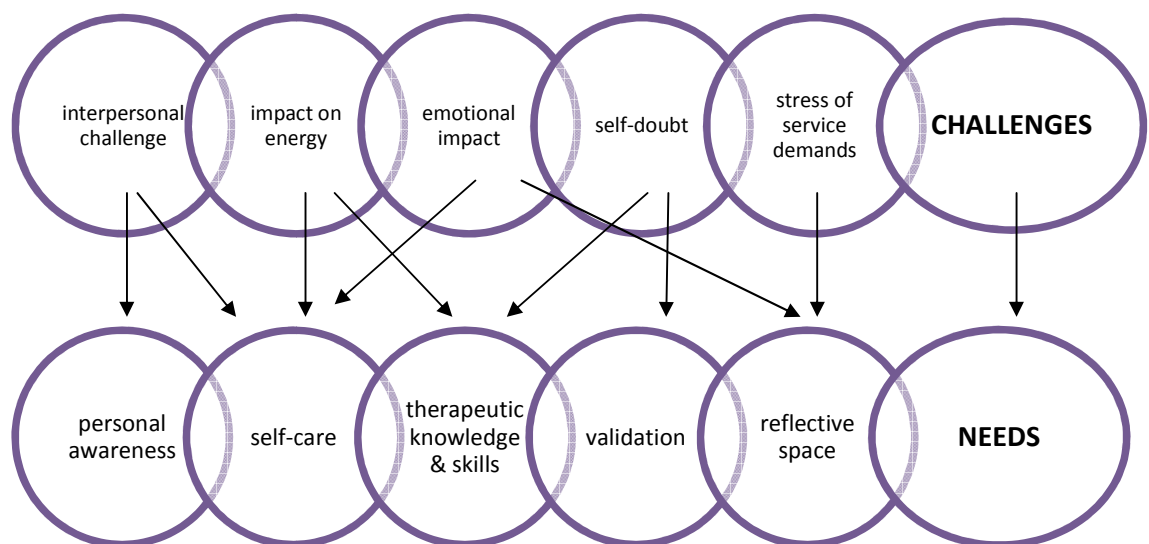 interpersonal
challenge
impact on
energy
emotional
impact
self-doubt
stress of
service
demands
CHALLENGES
personal
awareness
self-care
therapeutic
knowledge
& skills
validation
reflective
space
NEEDS